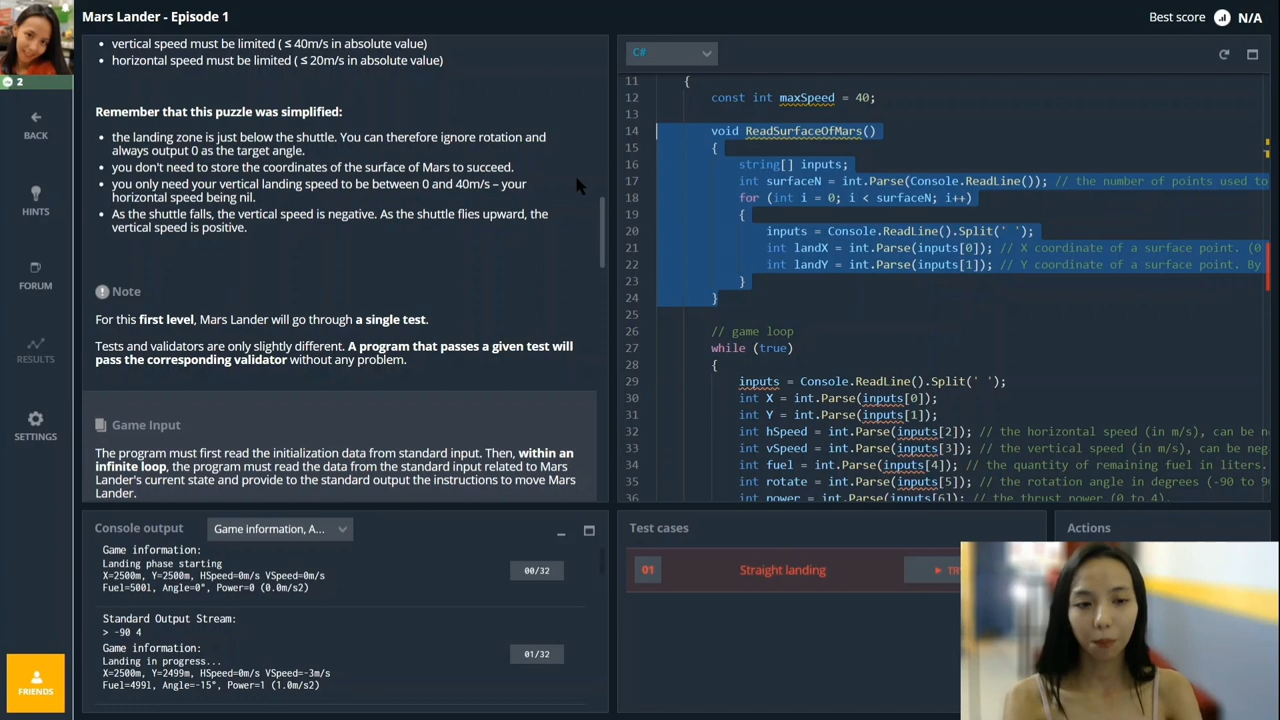 Mars Lander - Episode 1
Best score N/A
2
BACK
HINTS
FORUM
RESULTS
SETTINGS
FRIENDS
vertical speed must be limited ( ≤ 40m/s in absolute value)
horizontal speed must be limited ( ≤ 20m/s in absolute value)
Remember that this puzzle was simplified:
the landing zone is just below the shuttle. You can therefore ignore rotation and
always output 0 as the target angle.
you don't need to store the coordinates of the surface of Mars to succeed.
you only need your vertical landing speed to be between 0 and 40m/s – your
horizontal speed being nil.
As the shuttle falls, the vertical speed is negative. As the shuttle flies upward, the
vertical speed is positive.
Note
For this first level, Mars Lander will go through a single test.
Tests and validators are only slightly different. A program that passes a given test will
pass the corresponding validator without any problem.
Game Input
The program must first read the initialization data from standard input. Then, within an
infinite loop, the program must read the data from the standard input related to Mars
Lander's current state and provide to the standard output the instructions to move Mars
Lander.
C#
11 {
12 const int maxSpeed = 40;
13
14 void ReadSurfaceOfMars()
15 {
16 string[] inputs;
17 int surfaceN = int.Parse(Console.ReadLine()); // the number of points used to
18 for (int i = 0; i < surfaceN; i++)
19 {
20 inputs = Console.ReadLine().Split(' ');
21 int landX = int.Parse(inputs[0]); // X coordinate of a surface point. (0
22 int landY = int.Parse(inputs[1]); // Y coordinate of a surface point. By
23 }
24 }
25
26 // game loop
27 while (true)
28 {
29 inputs = Console.ReadLine().Split(' ');
30 int X = int.Parse(inputs[0]);
31 int Y = int.Parse(inputs[1]);
32 int hSpeed = int.Parse(inputs[2]); // the horizontal speed (in m/s), can be ne
33 int vSpeed = int.Parse(inputs[3]); // the vertical speed (in m/s), can be neg
34 int fuel = int.Parse(inputs[4]); // the quantity of remaining fuel in liters.
35 int rotate = int.Parse(inputs[5]); // the rotation angle in degrees (-90 to 9
36 int power = int.Parse(inputs[6]); // the thrust power (0 to 4).
Console output
Game information, A...
Game information:
Landing phase starting
X=2500m, Y=2500m, HSpeed=0m/s VSpeed=0m/s
Fuel=500l, Angle=0°, Power=0 (0.0m/s2)
00/32
Standard Output Stream:
> -90 4
Game information:
Landing in progress...
X=2500m, Y=2499m, HSpeed=0m/s VSpeed=-3m/s
Fuel=499l, Angle=-15°, Power=1 (1.0m/s2)
01/32
Test cases
01 Straight landing
Actions